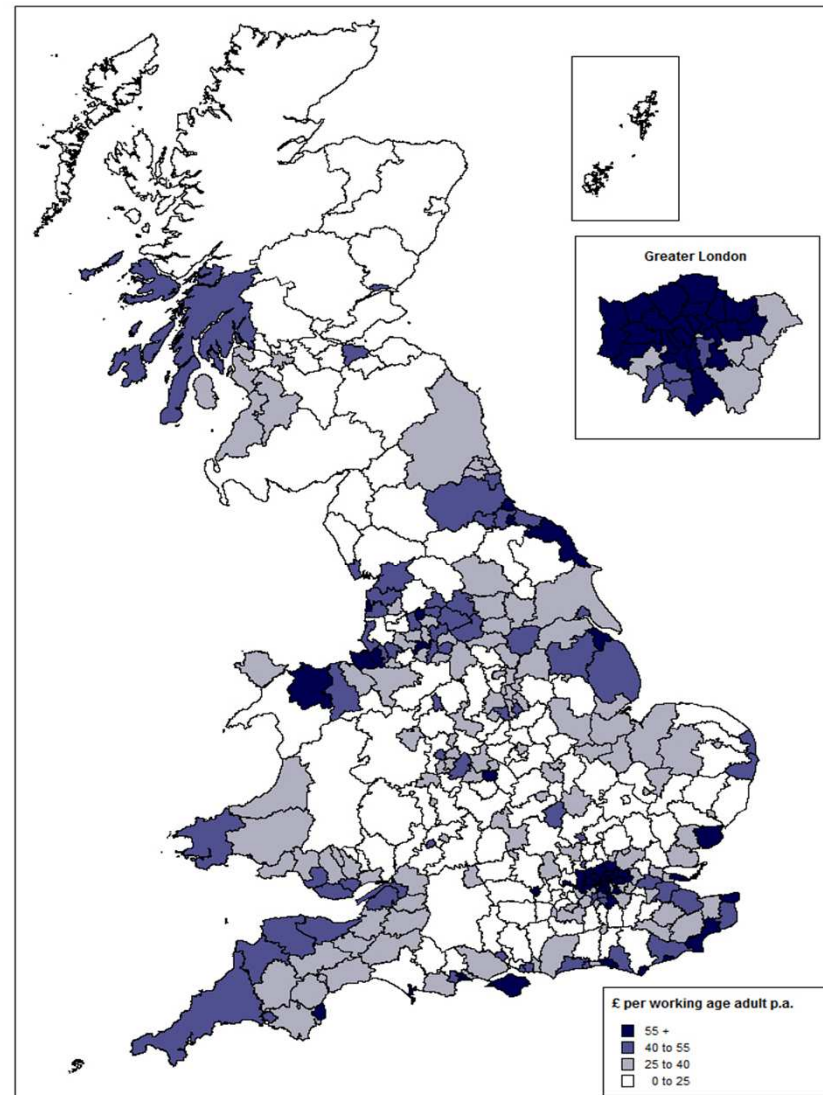 Greater London
£ per working age adult p.a.
55 +
40 to 55
25 to 40
0 to 25